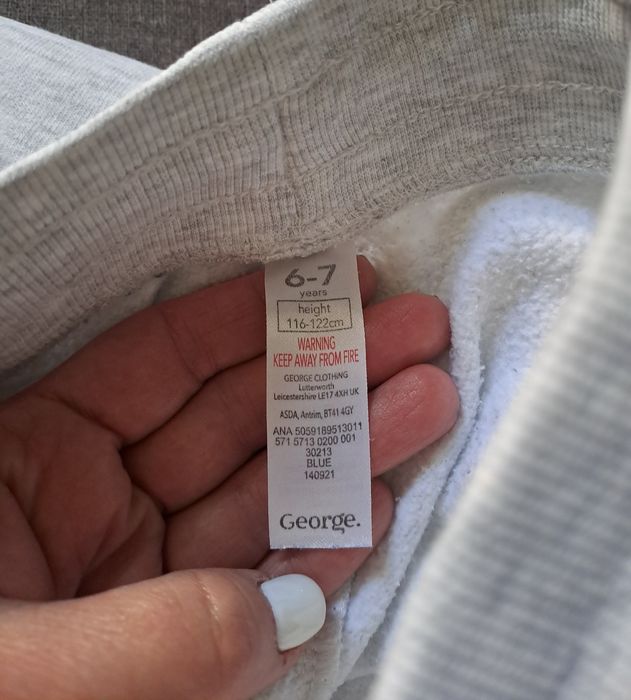 6-7
years
height
116-122cm
WARNING
KEEP AWAY FROM FIRE
GEORGE CLOTHING
Lutterworth
Leicestershire LE17 4XH UK
ASDA, Antrim, BT41 4GY
ANA 5059189513011
571 5713 0200 001
30213
BLUE
140921
George.